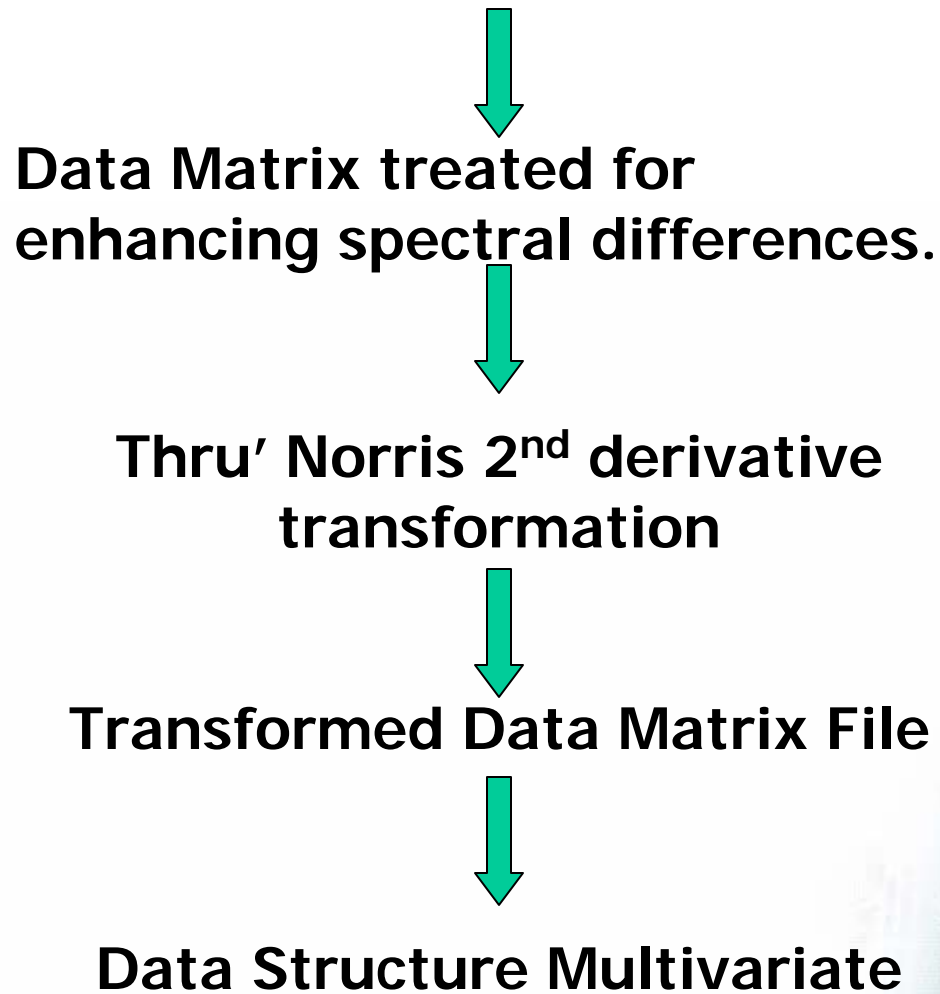 Data Matrix treated for
enhancing spectral differences.
Thru' Norris 2nd derivative
transformation
Transformed Data Matrix File
Data Structure Multivariate